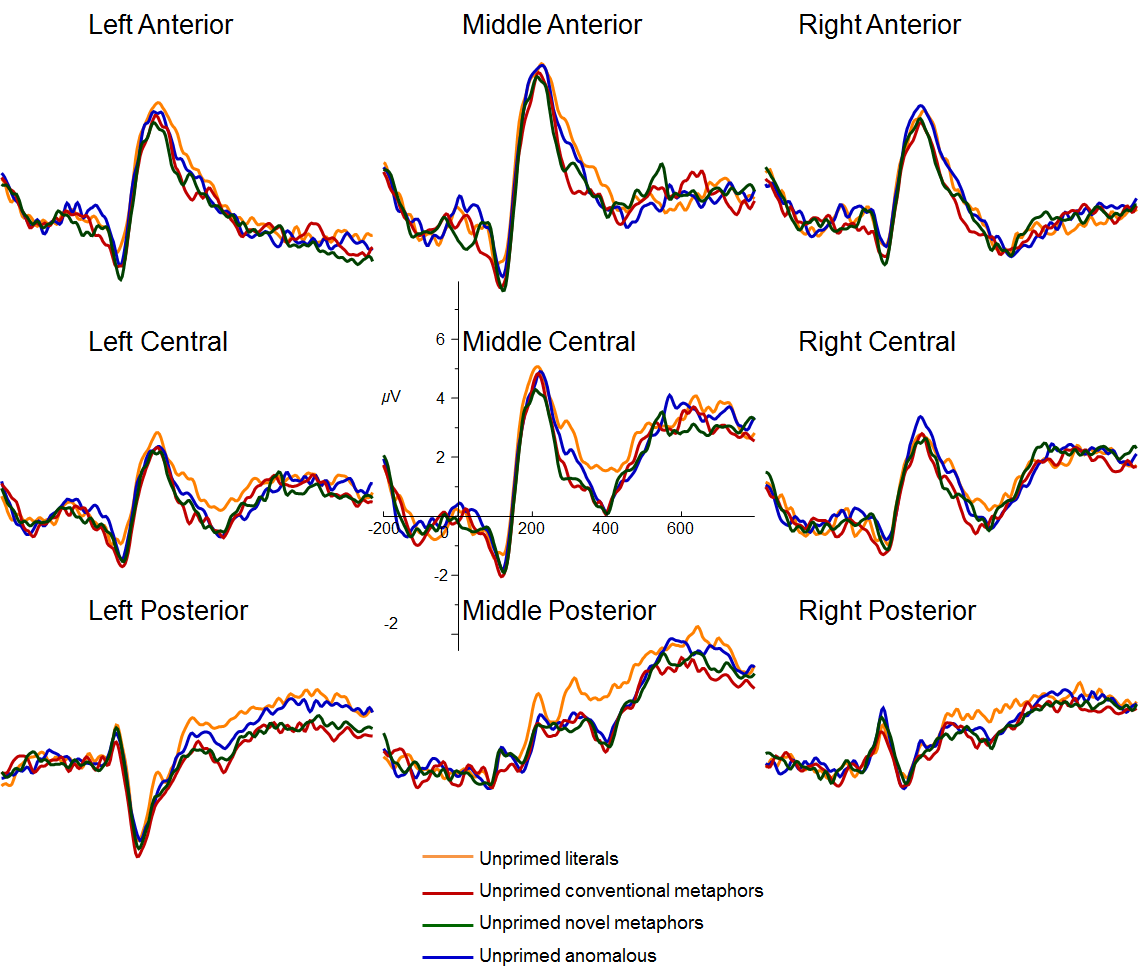 Left Anterior
Middle Anterior
Right Anterior
Left Central
Middle Central
Right Central
6
µV
4
2
-200
0
200
400
600
-2
Left Posterior
Middle Posterior
Right Posterior
-2
Unprimed literals
Unprimed conventional metaphors
Unprimed novel metaphors
Unprimed anomalous